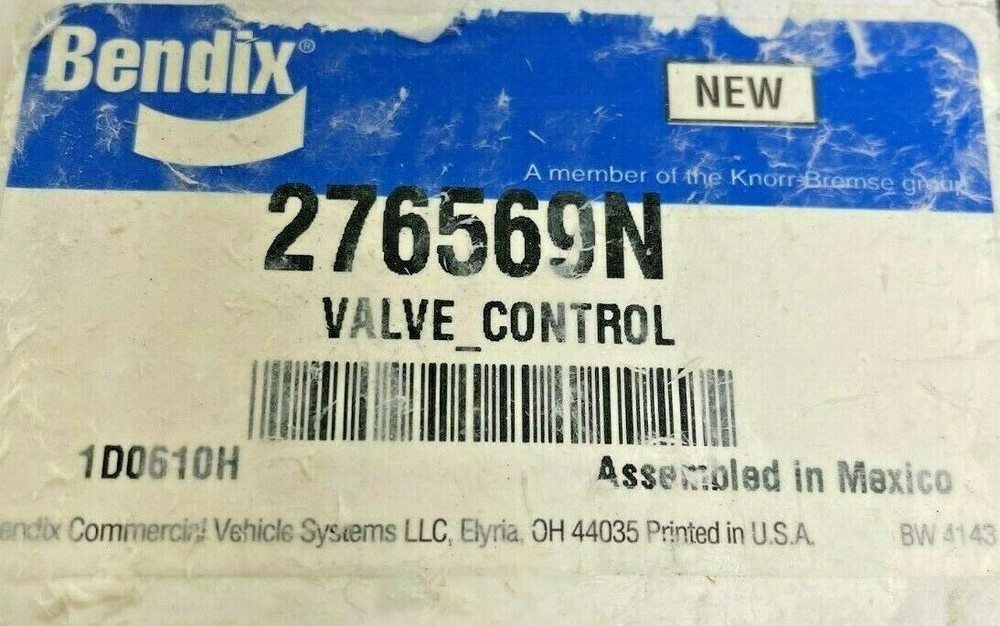 Bendix®
NEW
A member of the Knorr-Bremse group
276569N
VALVE_CONTROL
1D0610H
Assembled in Mexico
endix Commercial Vehicle Systems LLC, Elyria, OH 44035 Printed in U.S.A.
BW 4143